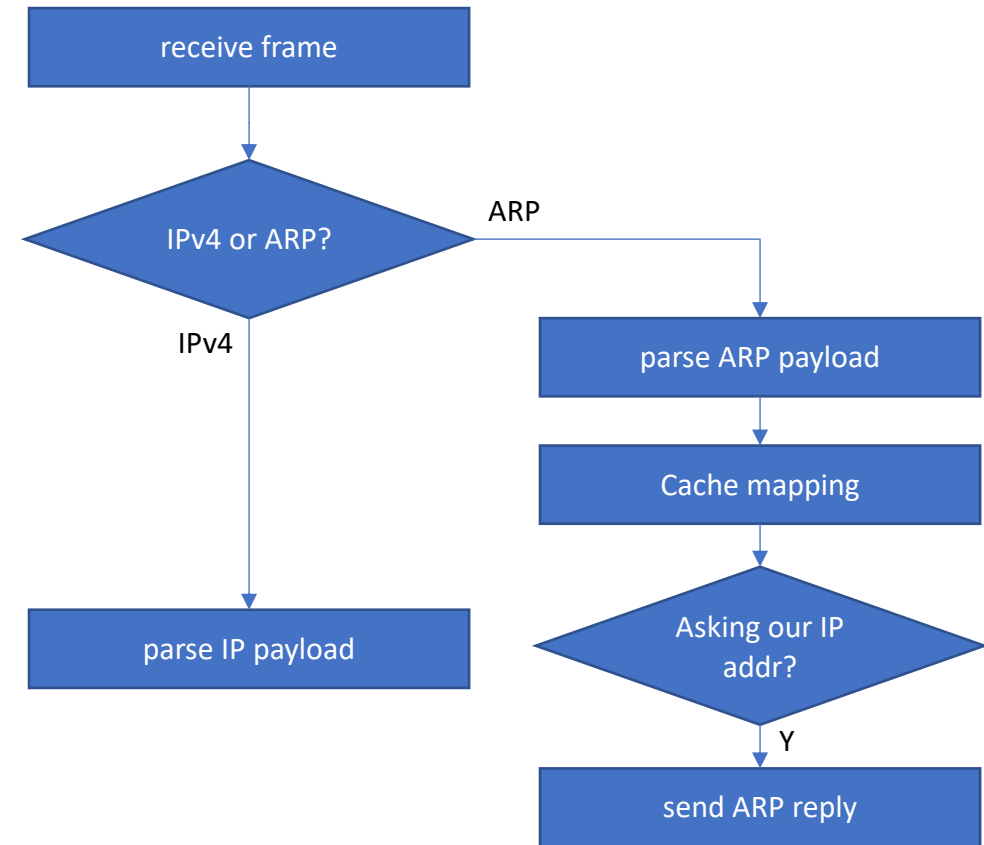 receive frame
IPv4 or ARP?
ARP
IPv4
parse ARP payload
Cache mapping
Asking our IP
addr?
parse IP payload
Y
send ARP reply